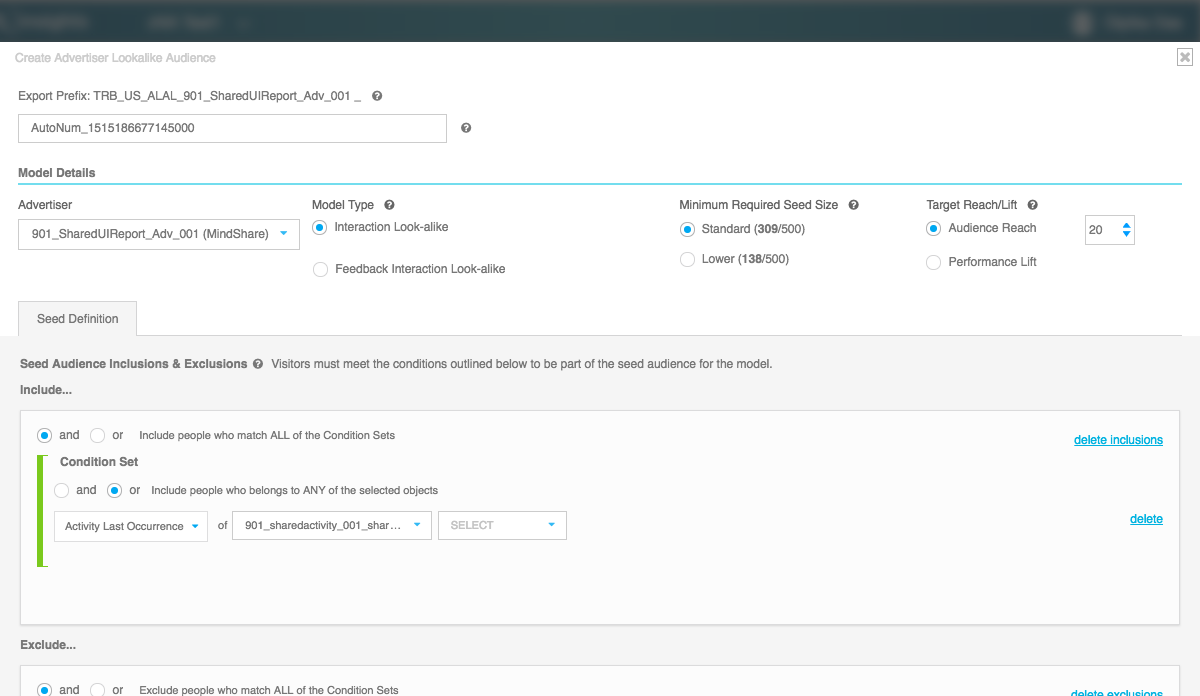 Create Advertiser Lookalike Audience
Export Prefix: TRB_US_ALAL_901_SharedUIReport_Adv_001 _
AutoNum_1515186677145000
Model Details
Advertiser
Model Type
Minimum Required Seed Size
Target Reach/Lift
901_SharedUIReport_Adv_001 (MindShare)
Interaction Look-alike
Standard (309/500)
Audience Reach
20
Feedback Interaction Look-alike
Lower (138/500)
Performance Lift
Seed Definition
Seed Audience Inclusions & Exclusions Visitors must meet the conditions outlined below to be part of the seed audience for the model.
Include...
and or Include people who match ALL of the Condition Sets
delete inclusions
Condition Set
and or Include people who belongs to ANY of the selected objects
Activity Last Occurrence of 901_sharedactivity_001_shar... SELECT
delete
Exclude...
and or Exclude people who match ALL of the Condition Sets
delete exclusions